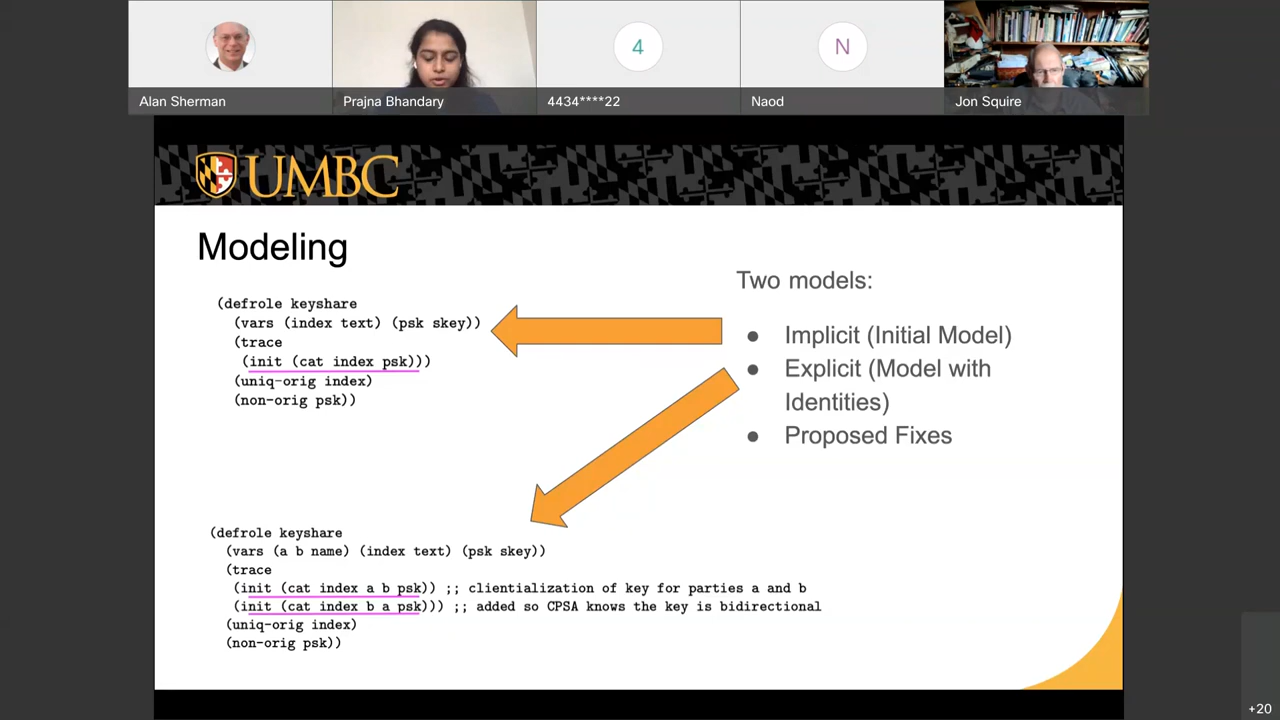 4
N
Alan Sherman
Prajna Bhandary
4434****22
Naod
Jon Squire
UMBC
Modeling
(defrole keyshare
(vars (index text) (psk skey))
(trace
(init (cat index psk)))
(uniq-orig index)
(non-orig psk))
Two models:
● Implicit (Initial Model)
● Explicit (Model with
Identities)
● Proposed Fixes
(defrole keyshare
(vars (a b name) (index text) (psk skey))
(trace
(init (cat index a b psk)) ;; clientialization of key for parties a and b
(init (cat index b a psk))) ;; added so CPSA knows the key is bidirectional
(uniq-orig index)
(non-orig psk))
+20